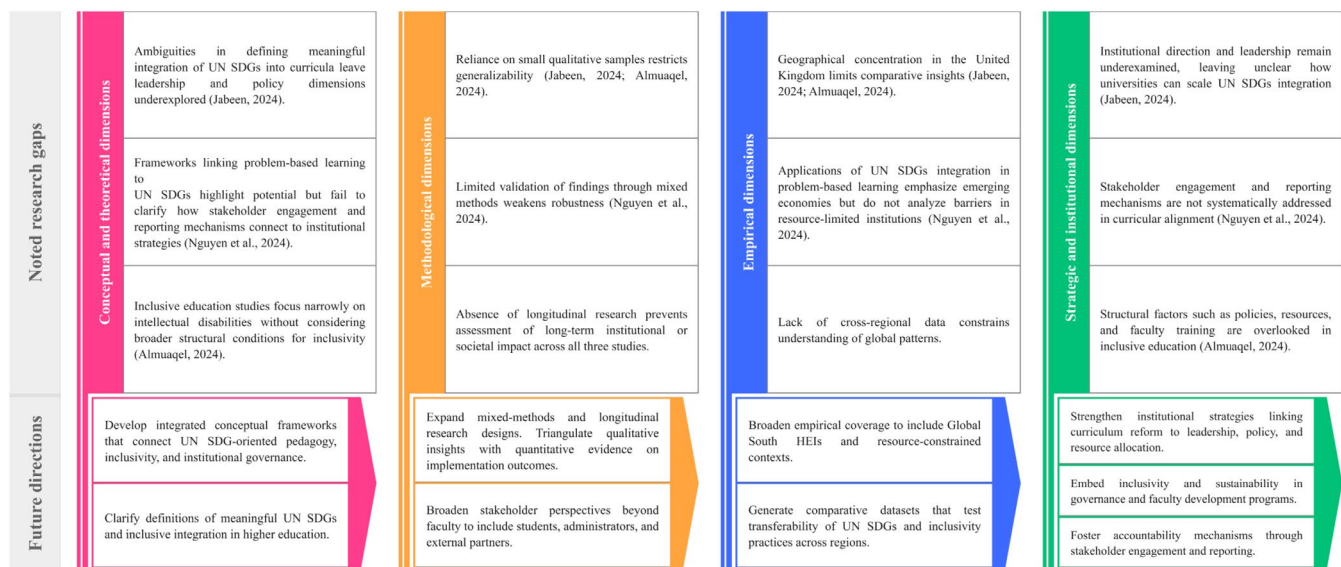 Noted research gaps
Conceptual and theoretical dimensions
Ambiguities in defining meaningful
integration of UN SDGs into curricula leave
leadership and policy dimensions
underexplored (Jabeen, 2024).
Frameworks linking problem-based learning
to
UN SDGs highlight potential but fail to
clarify how stakeholder engagement and
reporting mechanisms connect to institutional
strategies (Nguyen et al., 2024).
Inclusive education studies focus narrowly on
intellectual disabilities without considering
broader structural conditions for inclusivity
(Almuaqel, 2024).
Methodological dimensions
Reliance on small qualitative samples restricts
generalizability (Jabeen, 2024; Almuaqel,
2024).
Limited validation of findings through mixed
methods weakens robustness (Nguyen et al.,
2024).
Absence of longitudinal research prevents
assessment of long-term institutional or
societal impact across all three studies.
Empirical dimensions
Geographical concentration in the United
Kingdom limits comparative insights (Jabeen,
2024; Almuaqel, 2024).
Applications of UN SDGs integration in
problem-based learning emphasize emerging
economies but do not analyze barriers in
resource-limited institutions (Nguyen et al.,
2024).
Lack of cross-regional data constrains
understanding of global patterns.
Strategic and institutional dimensions
Institutional direction and leadership remain
underexamined, leaving unclear how
universities can scale UN SDGs integration
(Jabeen, 2024).
Stakeholder engagement and reporting
mechanisms are not systematically addressed
in curricular alignment (Nguyen et al., 2024).
Structural factors such as policies, resources,
and faculty training are overlooked in
inclusive education (Almuaqel, 2024).
Future directions
Develop integrated conceptual frameworks
that connect UN SDG-oriented pedagogy,
inclusivity, and institutional governance.
Clarify definitions of meaningful UN SDGs
and inclusive integration in higher education.
Expand mixed-methods and longitudinal
research designs. Triangulate qualitative
insights with quantitative evidence on
implementation outcomes.
Broaden stakeholder perspectives beyond
faculty to include students, administrators, and
external partners.
Broaden empirical coverage to include Global
South HEIs and resource-constrained
contexts.
Generate comparative datasets that test
transferability of UN SDGs and inclusivity
practices across regions.
Strengthen institutional strategies linking
curriculum reform to leadership, policy, and
resource allocation.
Embed inclusivity and sustainability in
governance and faculty development programs.
Foster accountability mechanisms through
stakeholder engagement and reporting.